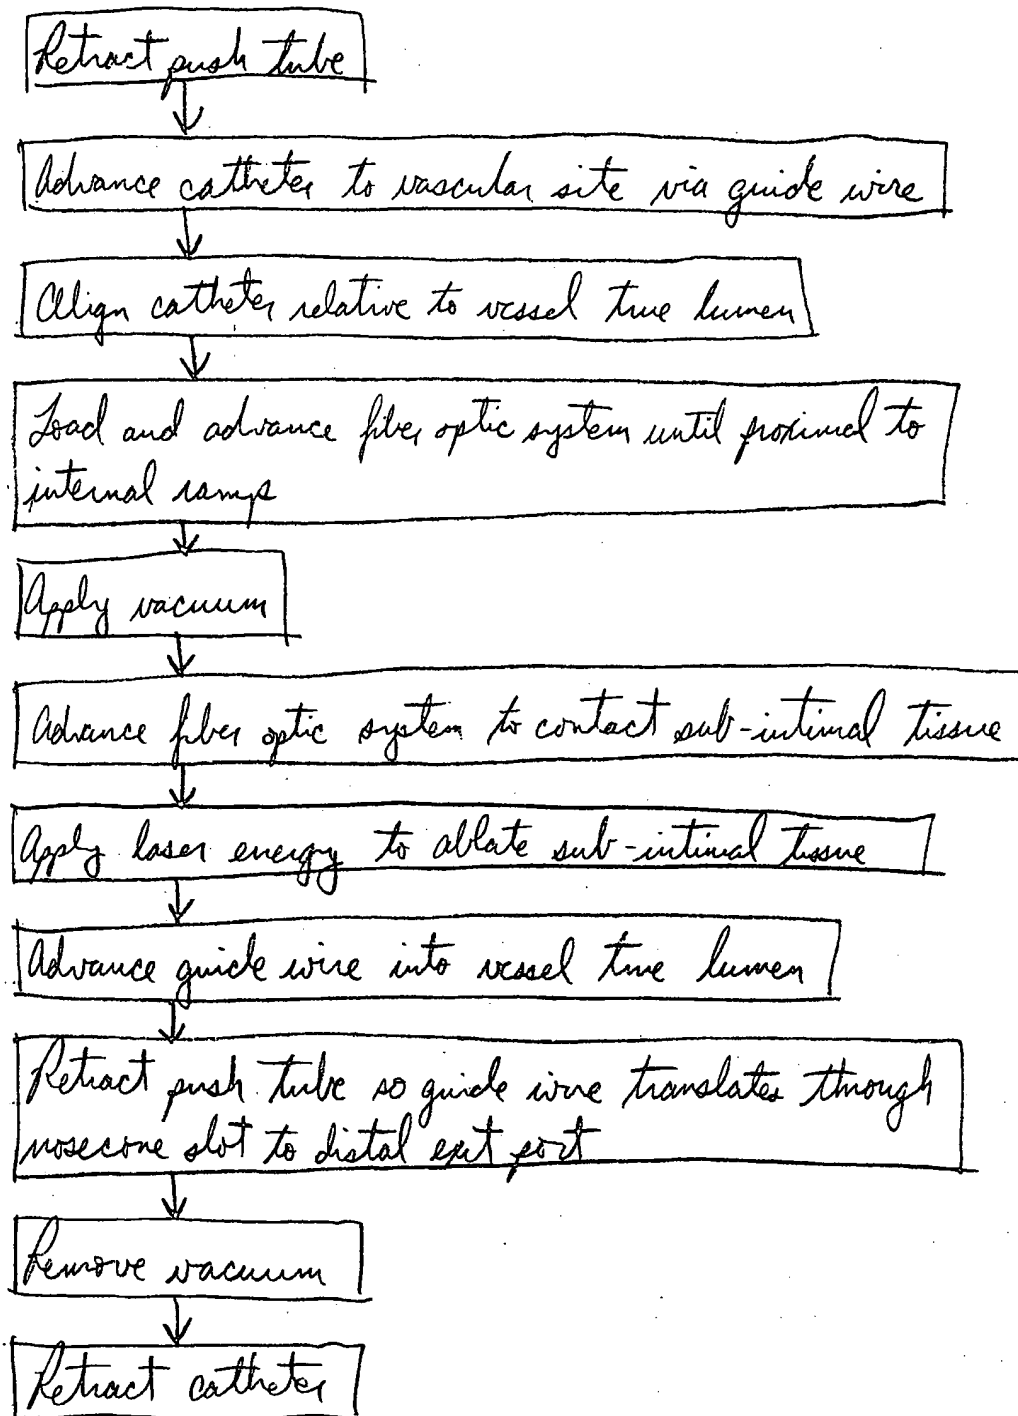 Retract push tube
Advance catheter to vascular site via guide wire
Align catheter relative to vessel true lumen
Load and advance fiber optic system until proximal to
internal ramp
Apply vacuum
Advance fiber optic system to contact sub-intimal tissue
Apply laser energy to ablate sub-intimal tissue
Advance guide wire into vessel true lumen
Retract push tube so guide wire translates through
nosecone slot to distal exit port
Remove vacuum
Retract catheter